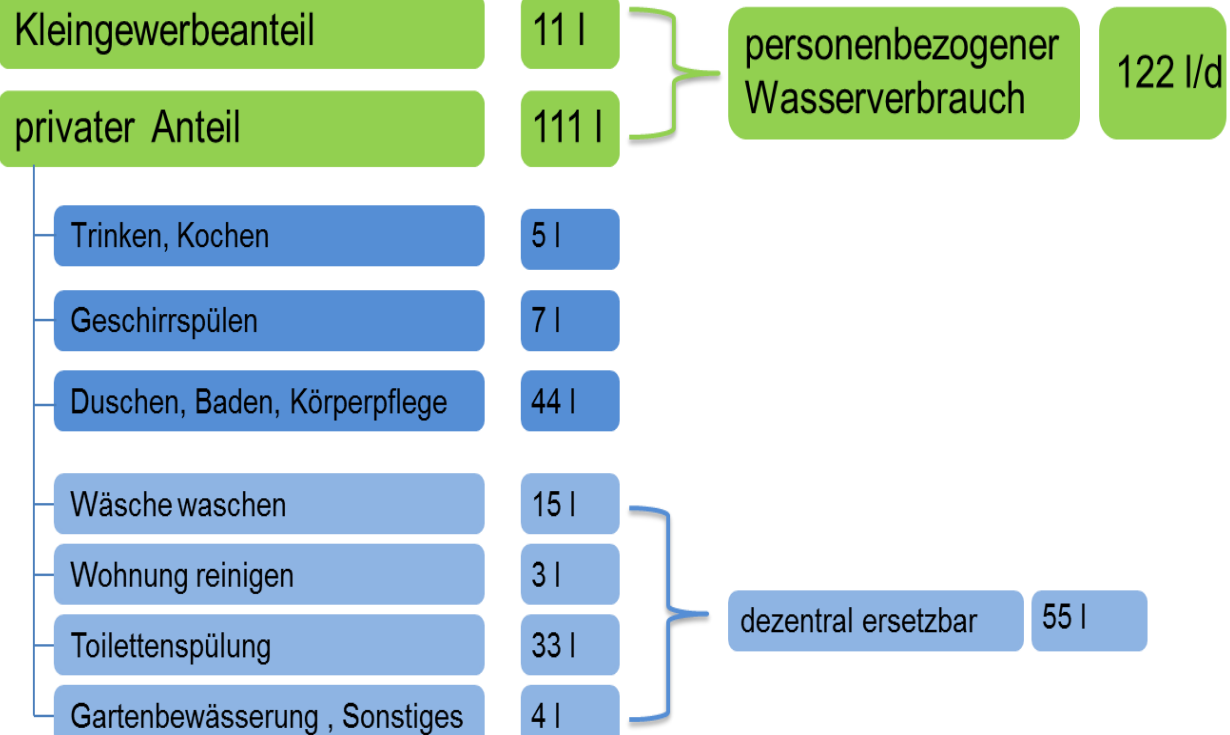 Kleingewerbeanteil 11 l
privater Anteil 111 l
personenbezogener
Wasserverbrauch
122 l/d
Trinken, Kochen 5 l
Geschirrspülen 7 l
Duschen, Baden, Körperpflege 44 l
Wäsche waschen 15 l
Wohnung reinigen 3 l
Toilettenspülung 33 l
Gartenbewässerung , Sonstiges 4 l
dezentral ersetzbar 55 l